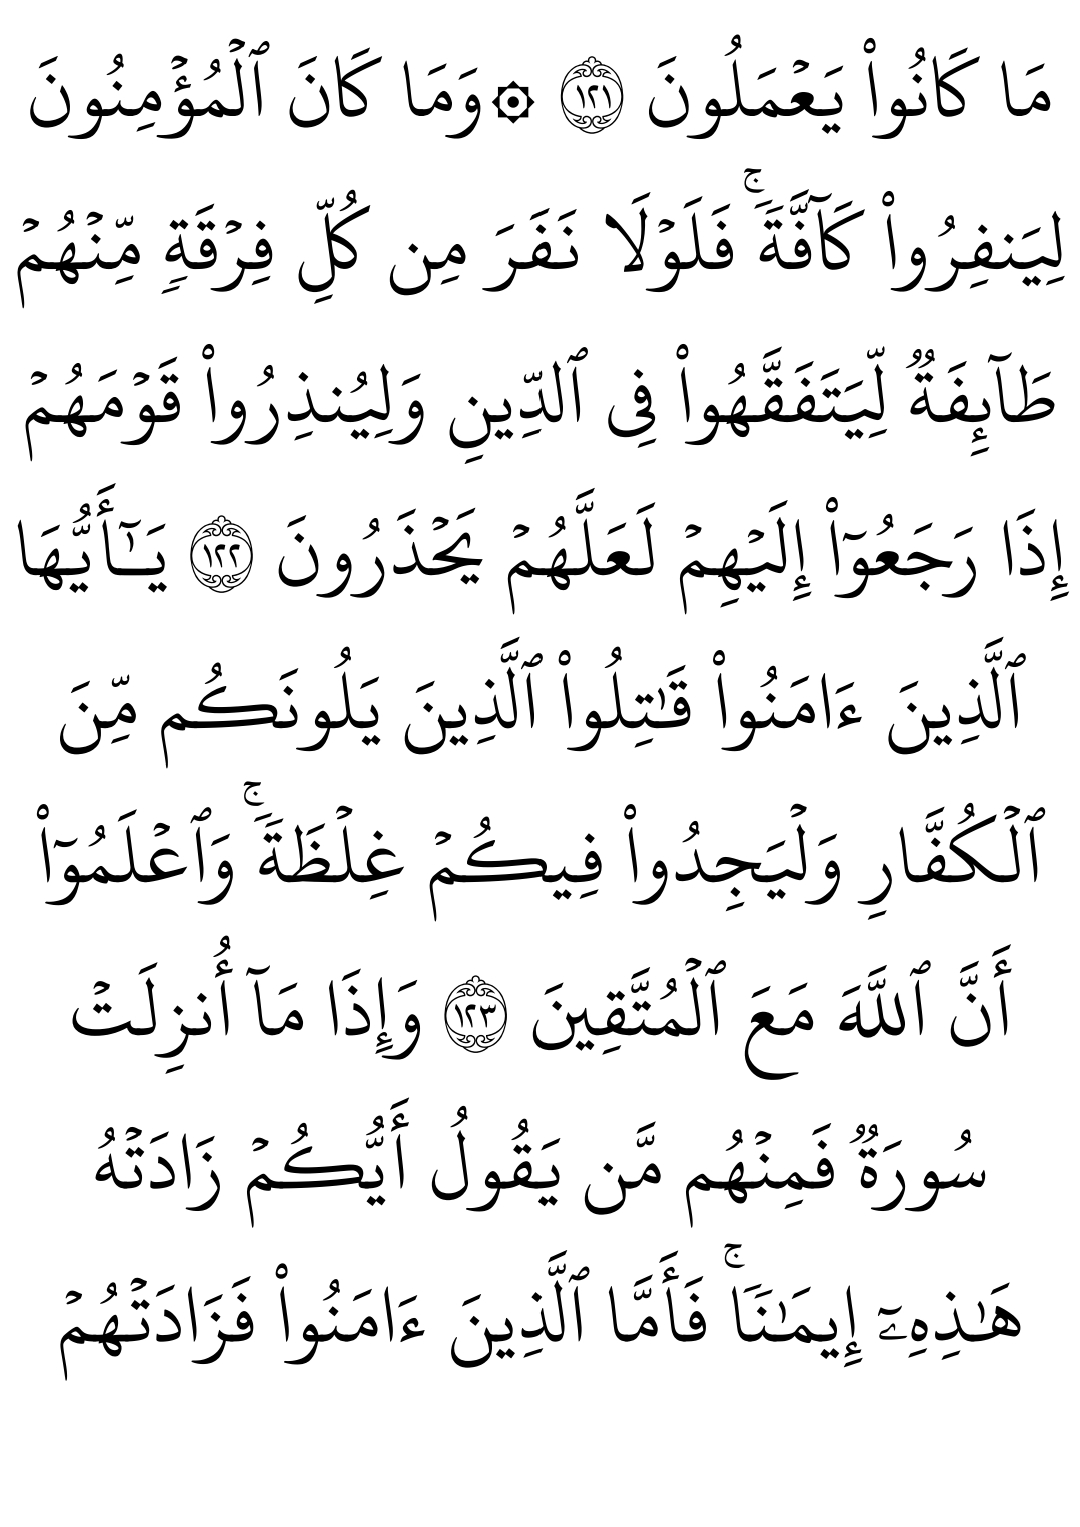 مَا كَانُوا۟ يَعْمَلُونَ ١٢١ ۞ وَمَا كَانَ ٱلْمُؤْمِنُونَ
لِيَنفِرُوا۟ كَآفَّةً ۚ فَلَوْلَا نَفَرَ مِن كُلِّ فِرْقَةٍ مِّنْهُمْ
طَآئِفَةٌ لِّيَتَفَقَّهُوا۟ فِى ٱلدِّينِ وَلِيُنذِرُوا۟ قَوْمَهُمْ
إِذَا رَجَعُوٓا۟ إِلَيْهِمْ لَعَلَّهُمْ يَحْذَرُونَ ١٢٢ يَـٰٓأَيُّهَا
ٱلَّذِينَ ءَامَنُوا۟ قَـٰتِلُوا۟ ٱلَّذِينَ يَلُونَكُم مِّنَ
ٱلْكُفَّارِ وَلْيَجِدُوا۟ فِيكُمْ غِلْظَةً ۚ وَٱعْلَمُوٓا۟
أَنَّ ٱللَّهَ مَعَ ٱلْمُتَّقِينَ ١٢٣ وَإِذَا مَآ أُنزِلَتْ
سُورَةٌ فَمِنْهُم مَّن يَقُولُ أَيُّكُمْ زَادَتْهُ
هَـٰذِهِۦٓ إِيمَـٰنًا ۚ فَأَمَّا ٱلَّذِينَ ءَامَنُوا۟ فَزَادَتْهُمْ